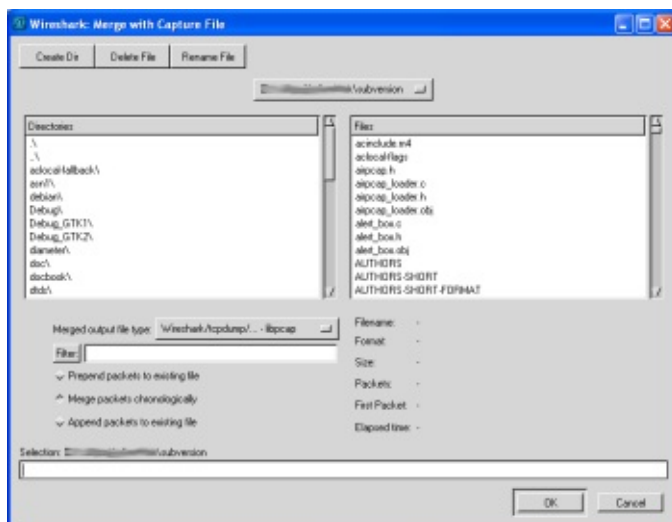 Wireshark: Merge with Capture File
Create Dir
Delete File
Rename File
\subversion
Directories
.\
..\
aclocal-fallback\
asn1\
debian\
Debug\
Debug_GTK1\
Debug_GTK2\
diameter\
doc\
docbook\
dtds\
Files
acinclude.m4
aclocal-flags
airpcap.h
airpcap_loader.c
airpcap_loader.h
airpcap_loader.obj
alert_box.c
alert_box.h
alert_box.obj
AUTHORS
AUTHORS-SHORT
AUTHORS-SHORT-FORMAT
Merged output file type: Wireshark/tcpdump/... - libpcap
Filter:
Prepend packets to existing file
Merge packets chronologically
Append packets to existing file
Filename: -
Format: -
Size: -
Packets: -
First Packet: -
Elapsed time: -
Selection: \subversion
OK
Cancel